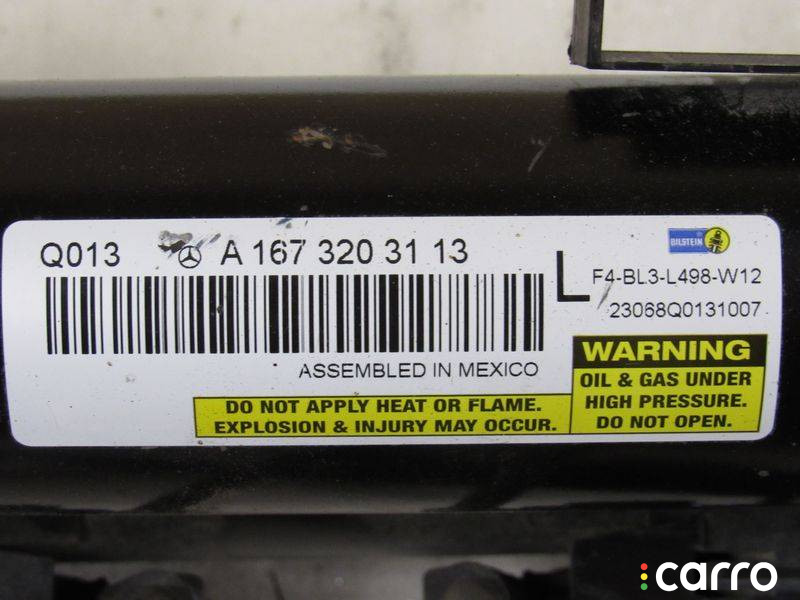 Q013 A 167 320 31 13
BILSTEIN
L
F4-BL3-L498-W12
23068Q0131007
ASSEMBLED IN MEXICO
WARNING
OIL & GAS UNDER
HIGH PRESSURE.
DO NOT OPEN.
DO NOT APPLY HEAT OR FLAME.
EXPLOSION & INJURY MAY OCCUR.
carro